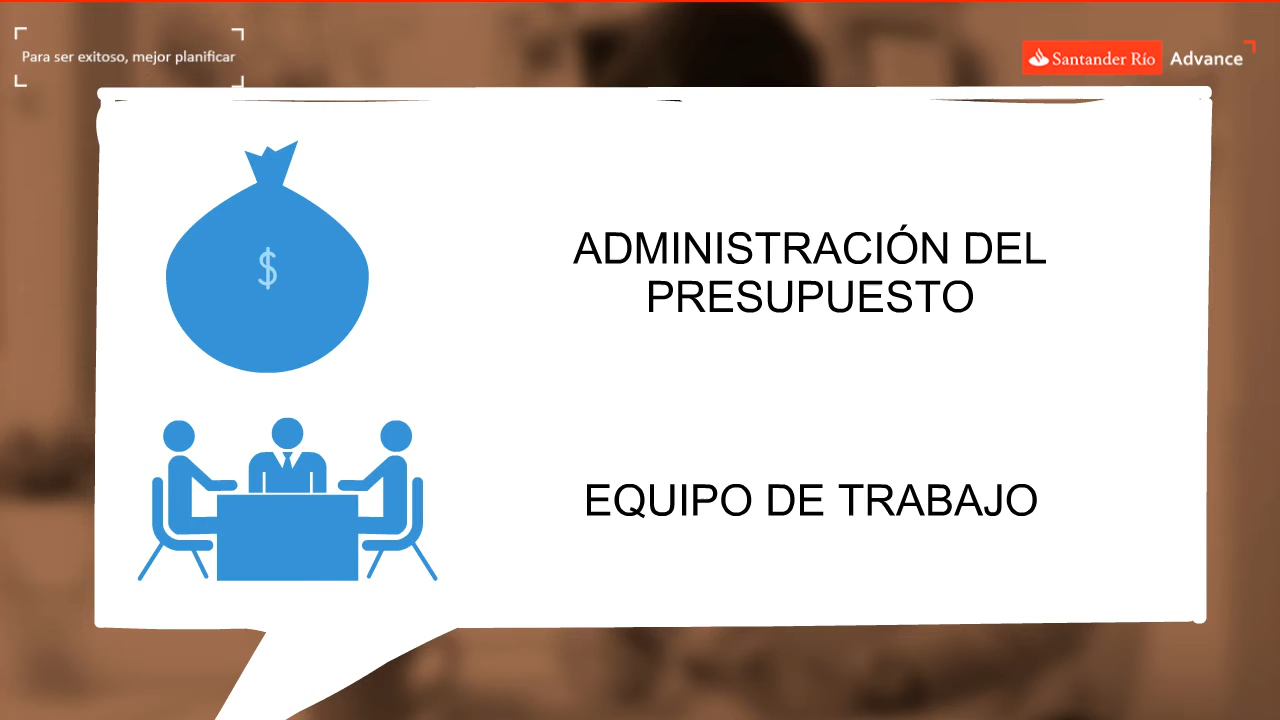 Para ser exitoso, mejor planificar
Santander Río Advance
$
ADMINISTRACIÓN DEL
PRESUPUESTO
EQUIPO DE TRABAJO